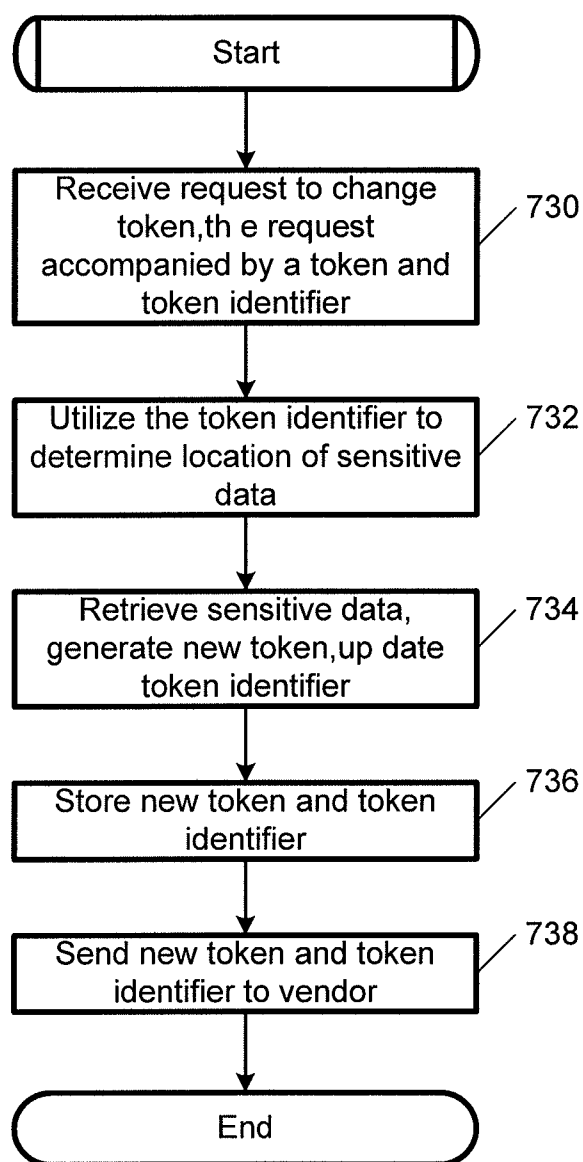 Start
Receive request to change
token,th e request
accompanied by a token and
token identifier
730
Utilize the token identifier to
determine location of sensitive
data
732
Retrieve sensitive data,
generate new token,up date
token identifier
734
Store new token and token
identifier
736
Send new token and token
identifier to vendor
738
End